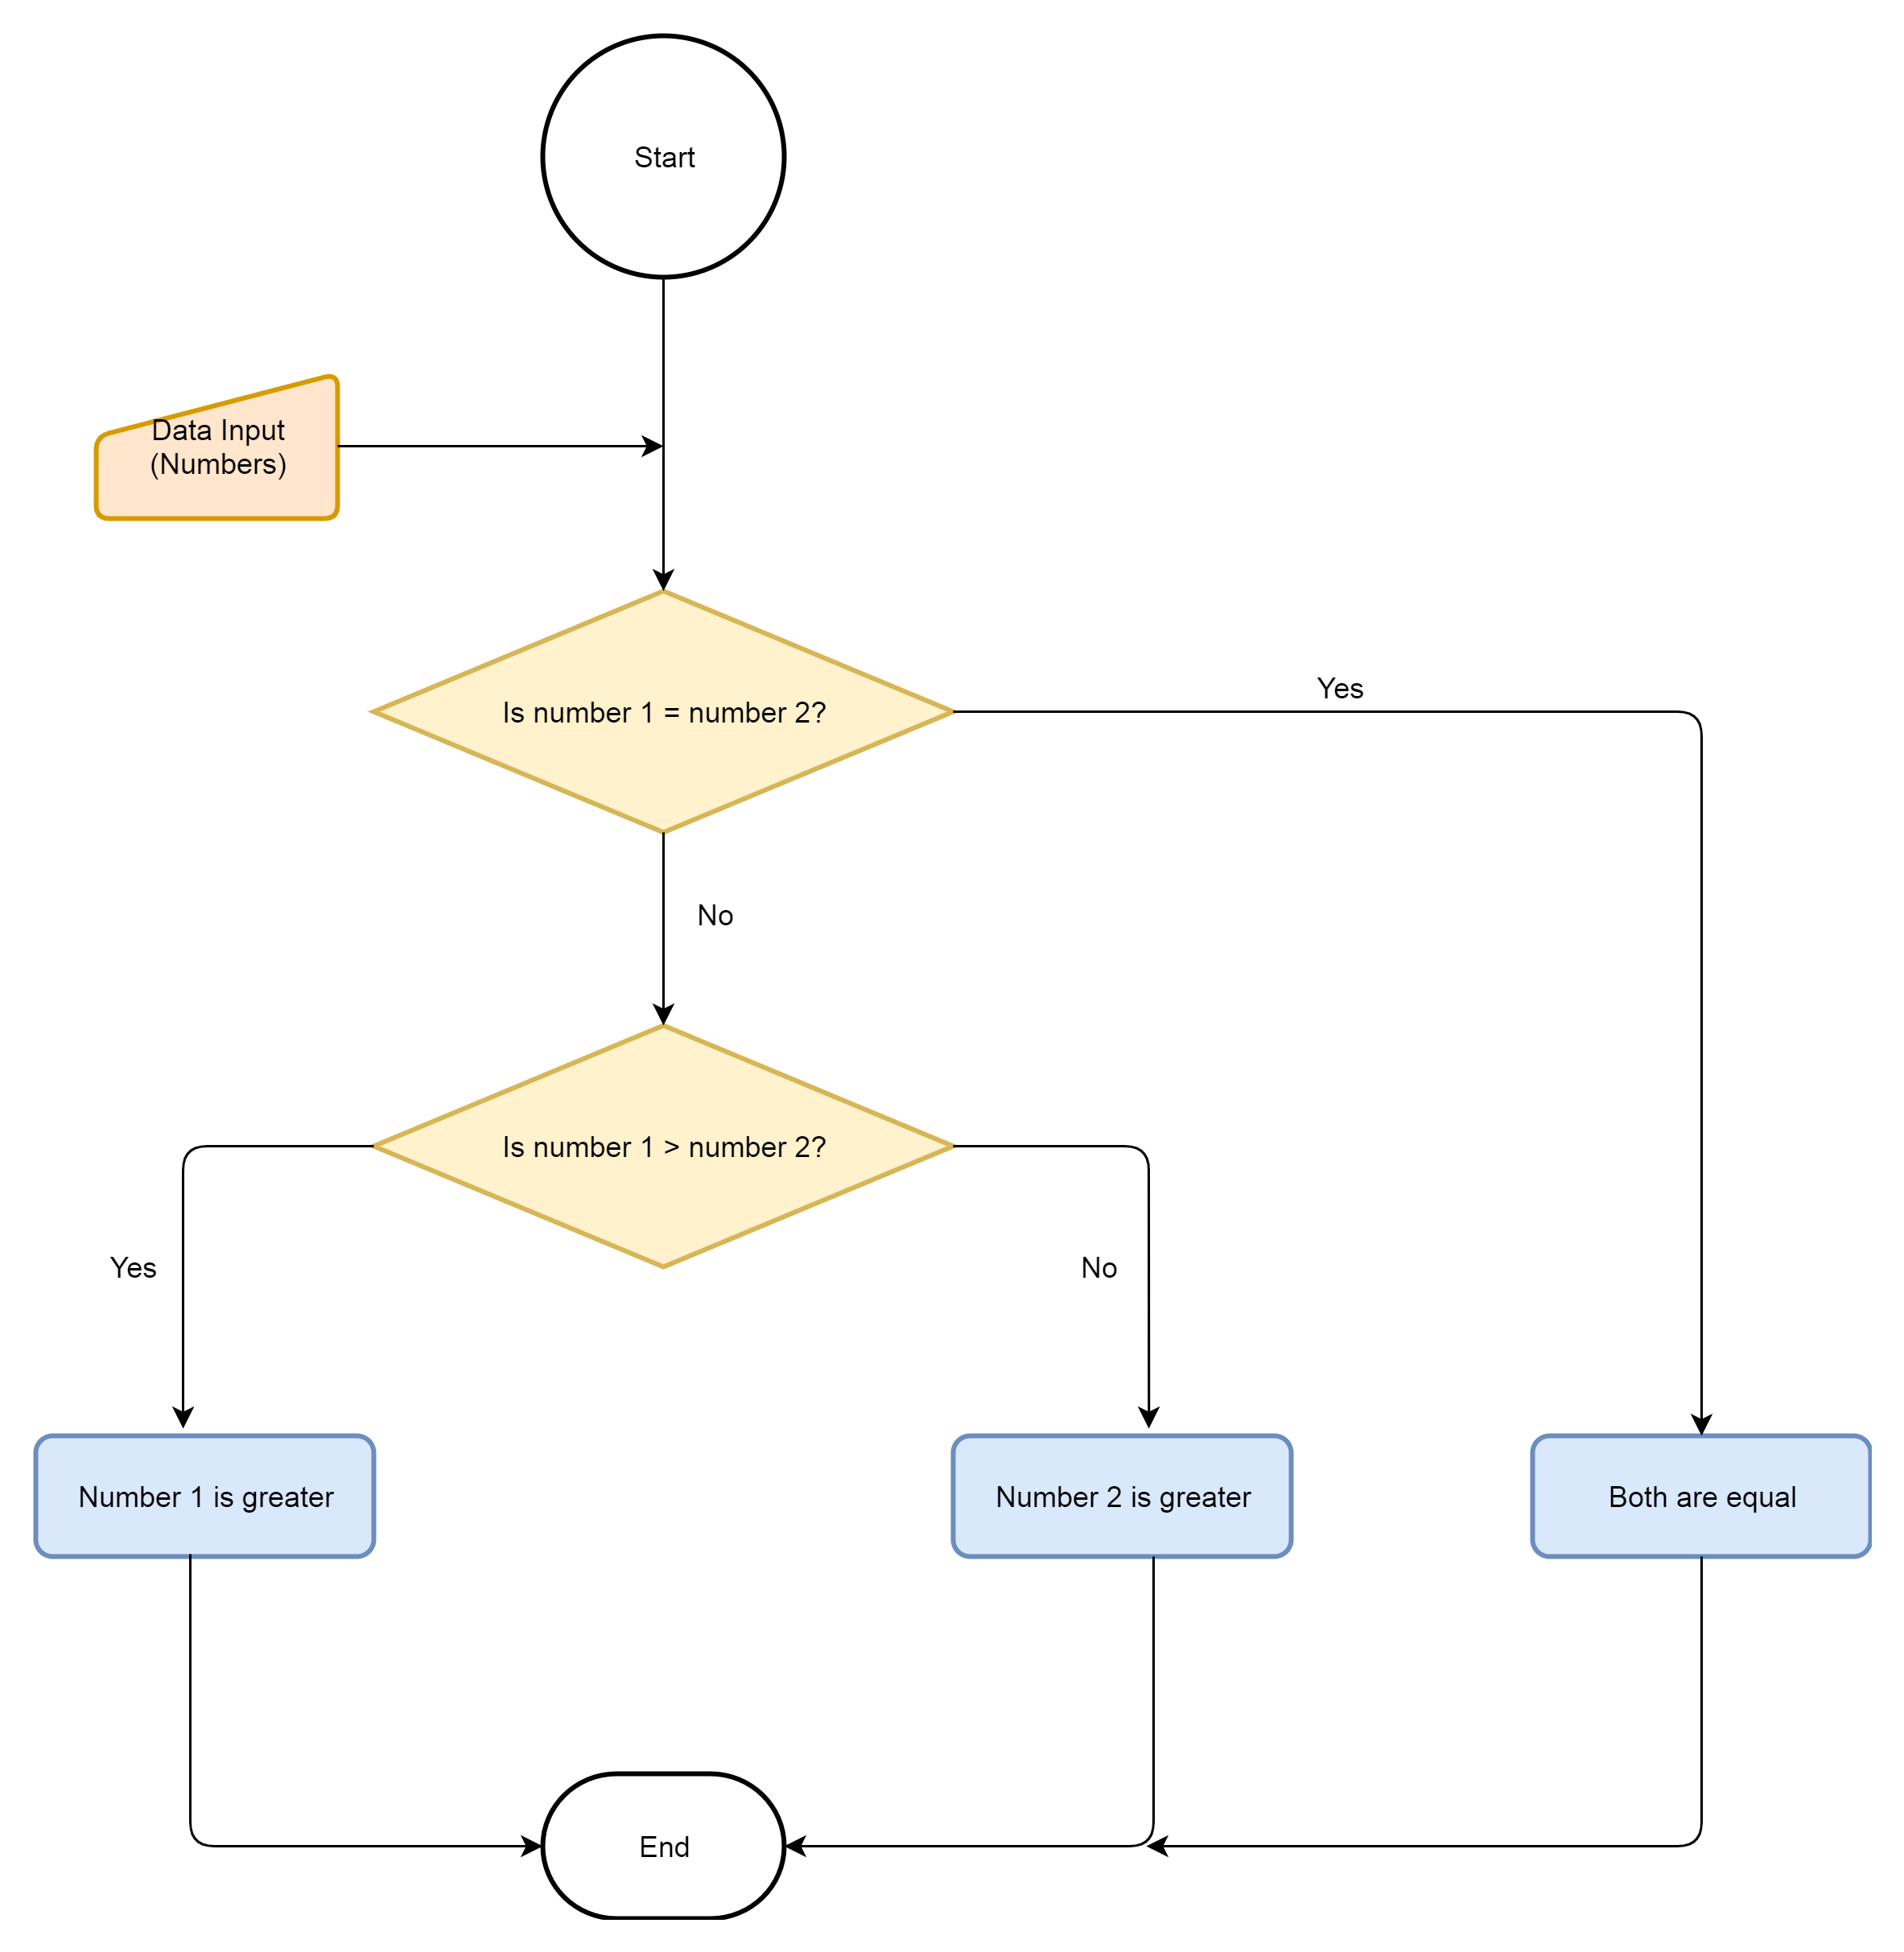 Start
Data Input
(Numbers)
Is number 1 = number 2?
Yes
No
Is number 1 > number 2?
Yes
No
Number 1 is greater
Number 2 is greater
Both are equal
End